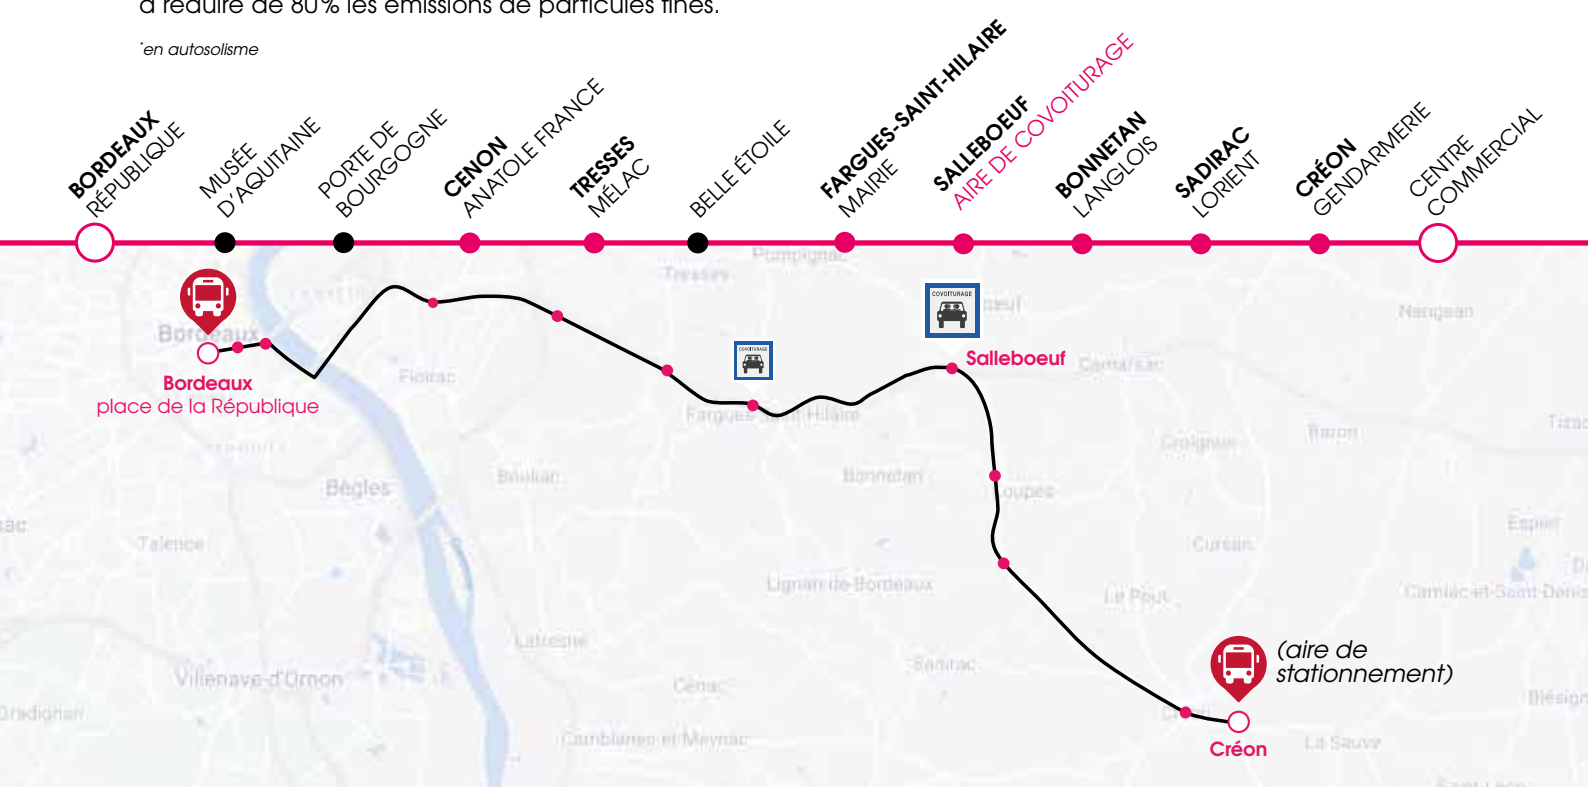 à réduire de 80% les émissions de particules fines.
*en autosolisme
BORDEAUX
RÉPUBLIQUE
MUSÉE
D'AQUITAINE
PORTE DE
BOURGOGNE
CENON
ANATOLE FRANCE
TRESSES
MÉLAC
BELLE ÉTOILE
FARGUES-SAINT-HILAIRE
MAIRIE
SALLEBOEUF
AIRE DE COVOITURAGE
BONNETAN
LANGLOIS
SADIRAC
LORIENT
CRÉON
GENDARMERIE
CENTRE
COMMERCIAL
Pompignac
Tresses
COVOITURAGE
Nérigean
Bordeaux
COVOITURAGE
Salleboeuf
Camarsac
Floirac
Bordeaux
place de la République
Fargues-Saint-Hilaire
Croignon
Baron
Bègles
Bouliac
Bonnetan
Loupes
Espiet
Talence
Cursan
Lignan-de-Bordeaux
Le Pout
Camiac-et-Saint-Denis
Latresne
(aire de
stationnement)
Villenave-d'Ornon
Sadirac
Cénac
Gradignan
Camblanes-et-Meynac
Créon
La Sauve